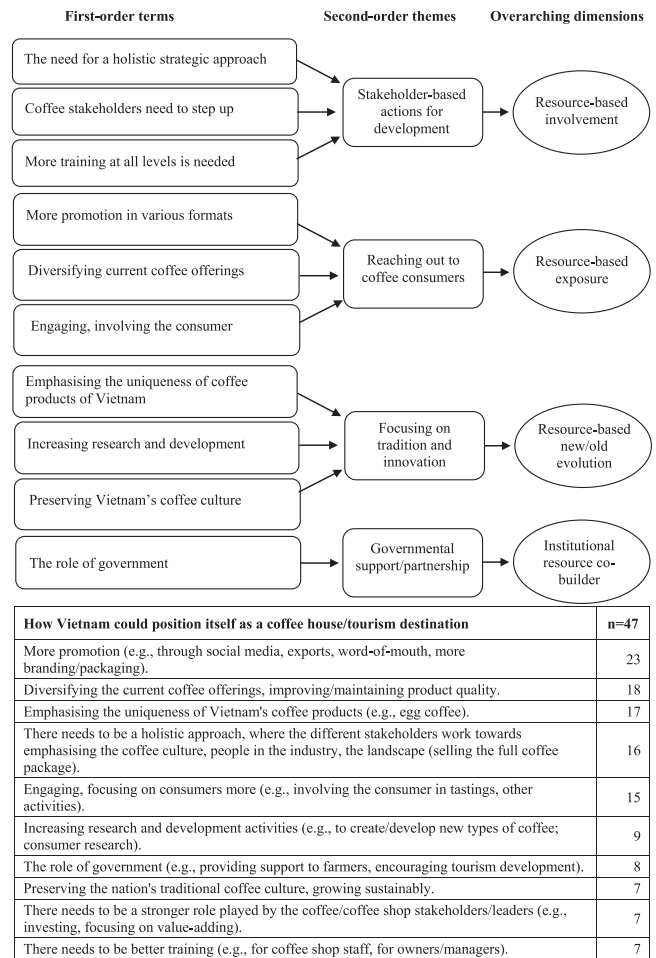 First-order terms
Second-order themes
Overarching dimensions
The need for a holistic strategic approach
Coffee stakeholders need to step up
More training at all levels is needed
Stakeholder-based
actions for
development
Resource-based
involvement
More promotion in various formats
Diversifying current coffee offerings
Engaging, involving the consumer
Reaching out to
coffee consumers
Resource-based
exposure
Emphasising the uniqueness of coffee
products of Vietnam
Increasing research and development
Preserving Vietnam's coffee culture
Focusing on
tradition and
innovation
Resource-based
new/old
evolution
The role of government
Governmental
support/partnership
Institutional
resource co-
builder
How Vietnam could position itself as a coffee house/tourism destination n=47
More promotion (e.g., through social media, exports, word-of-mouth, more
branding/packaging). 23
Diversifying the current coffee offerings, improving/maintaining product quality. 18
Emphasising the uniqueness of Vietnam's coffee products (e.g., egg coffee). 17
There needs to be a holistic approach, where the different stakeholders work towards
emphasising the coffee culture, people in the industry, the landscape (selling the full coffee
package). 16
Engaging, focusing on consumers more (e.g., involving the consumer in tastings, other
activities). 15
Increasing research and development activities (e.g., to create/develop new types of coffee;
consumer research). 9
The role of government (e.g., providing support to farmers, encouraging tourism development). 8
Preserving the nation's traditional coffee culture, growing sustainably. 7
There needs to be a stronger role played by the coffee/coffee shop stakeholders/leaders (e.g.,
investing, focusing on value-adding). 7
There needs to be better training (e.g., for coffee shop staff, for owners/managers). 7